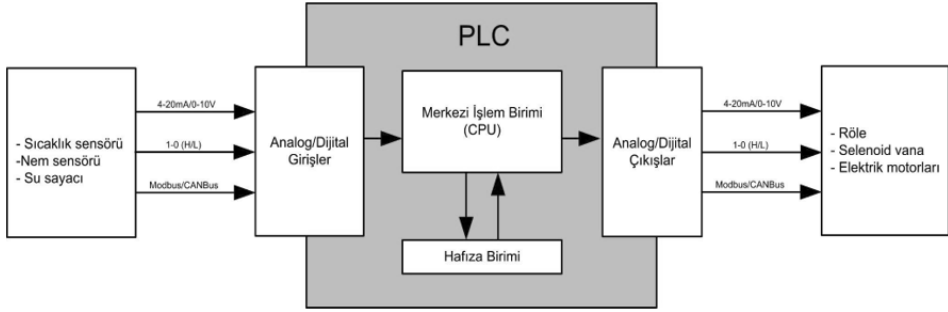 PLC
- Sıcaklık sensörü
-Nem sensörü
- Su sayacı
4-20mA/0-10V
1-0 (H/L)
Modbus/CANBus
Analog/Dijital
Girişler
Merkezi İşlem Birimi
(CPU)
Hafıza Birimi
Analog/Dijital
Çıkışlar
4-20mA/0-10V
1-0 (H/L)
Modbus/CANBus
- Röle
- Selenoid vana
- Elektrik motorları